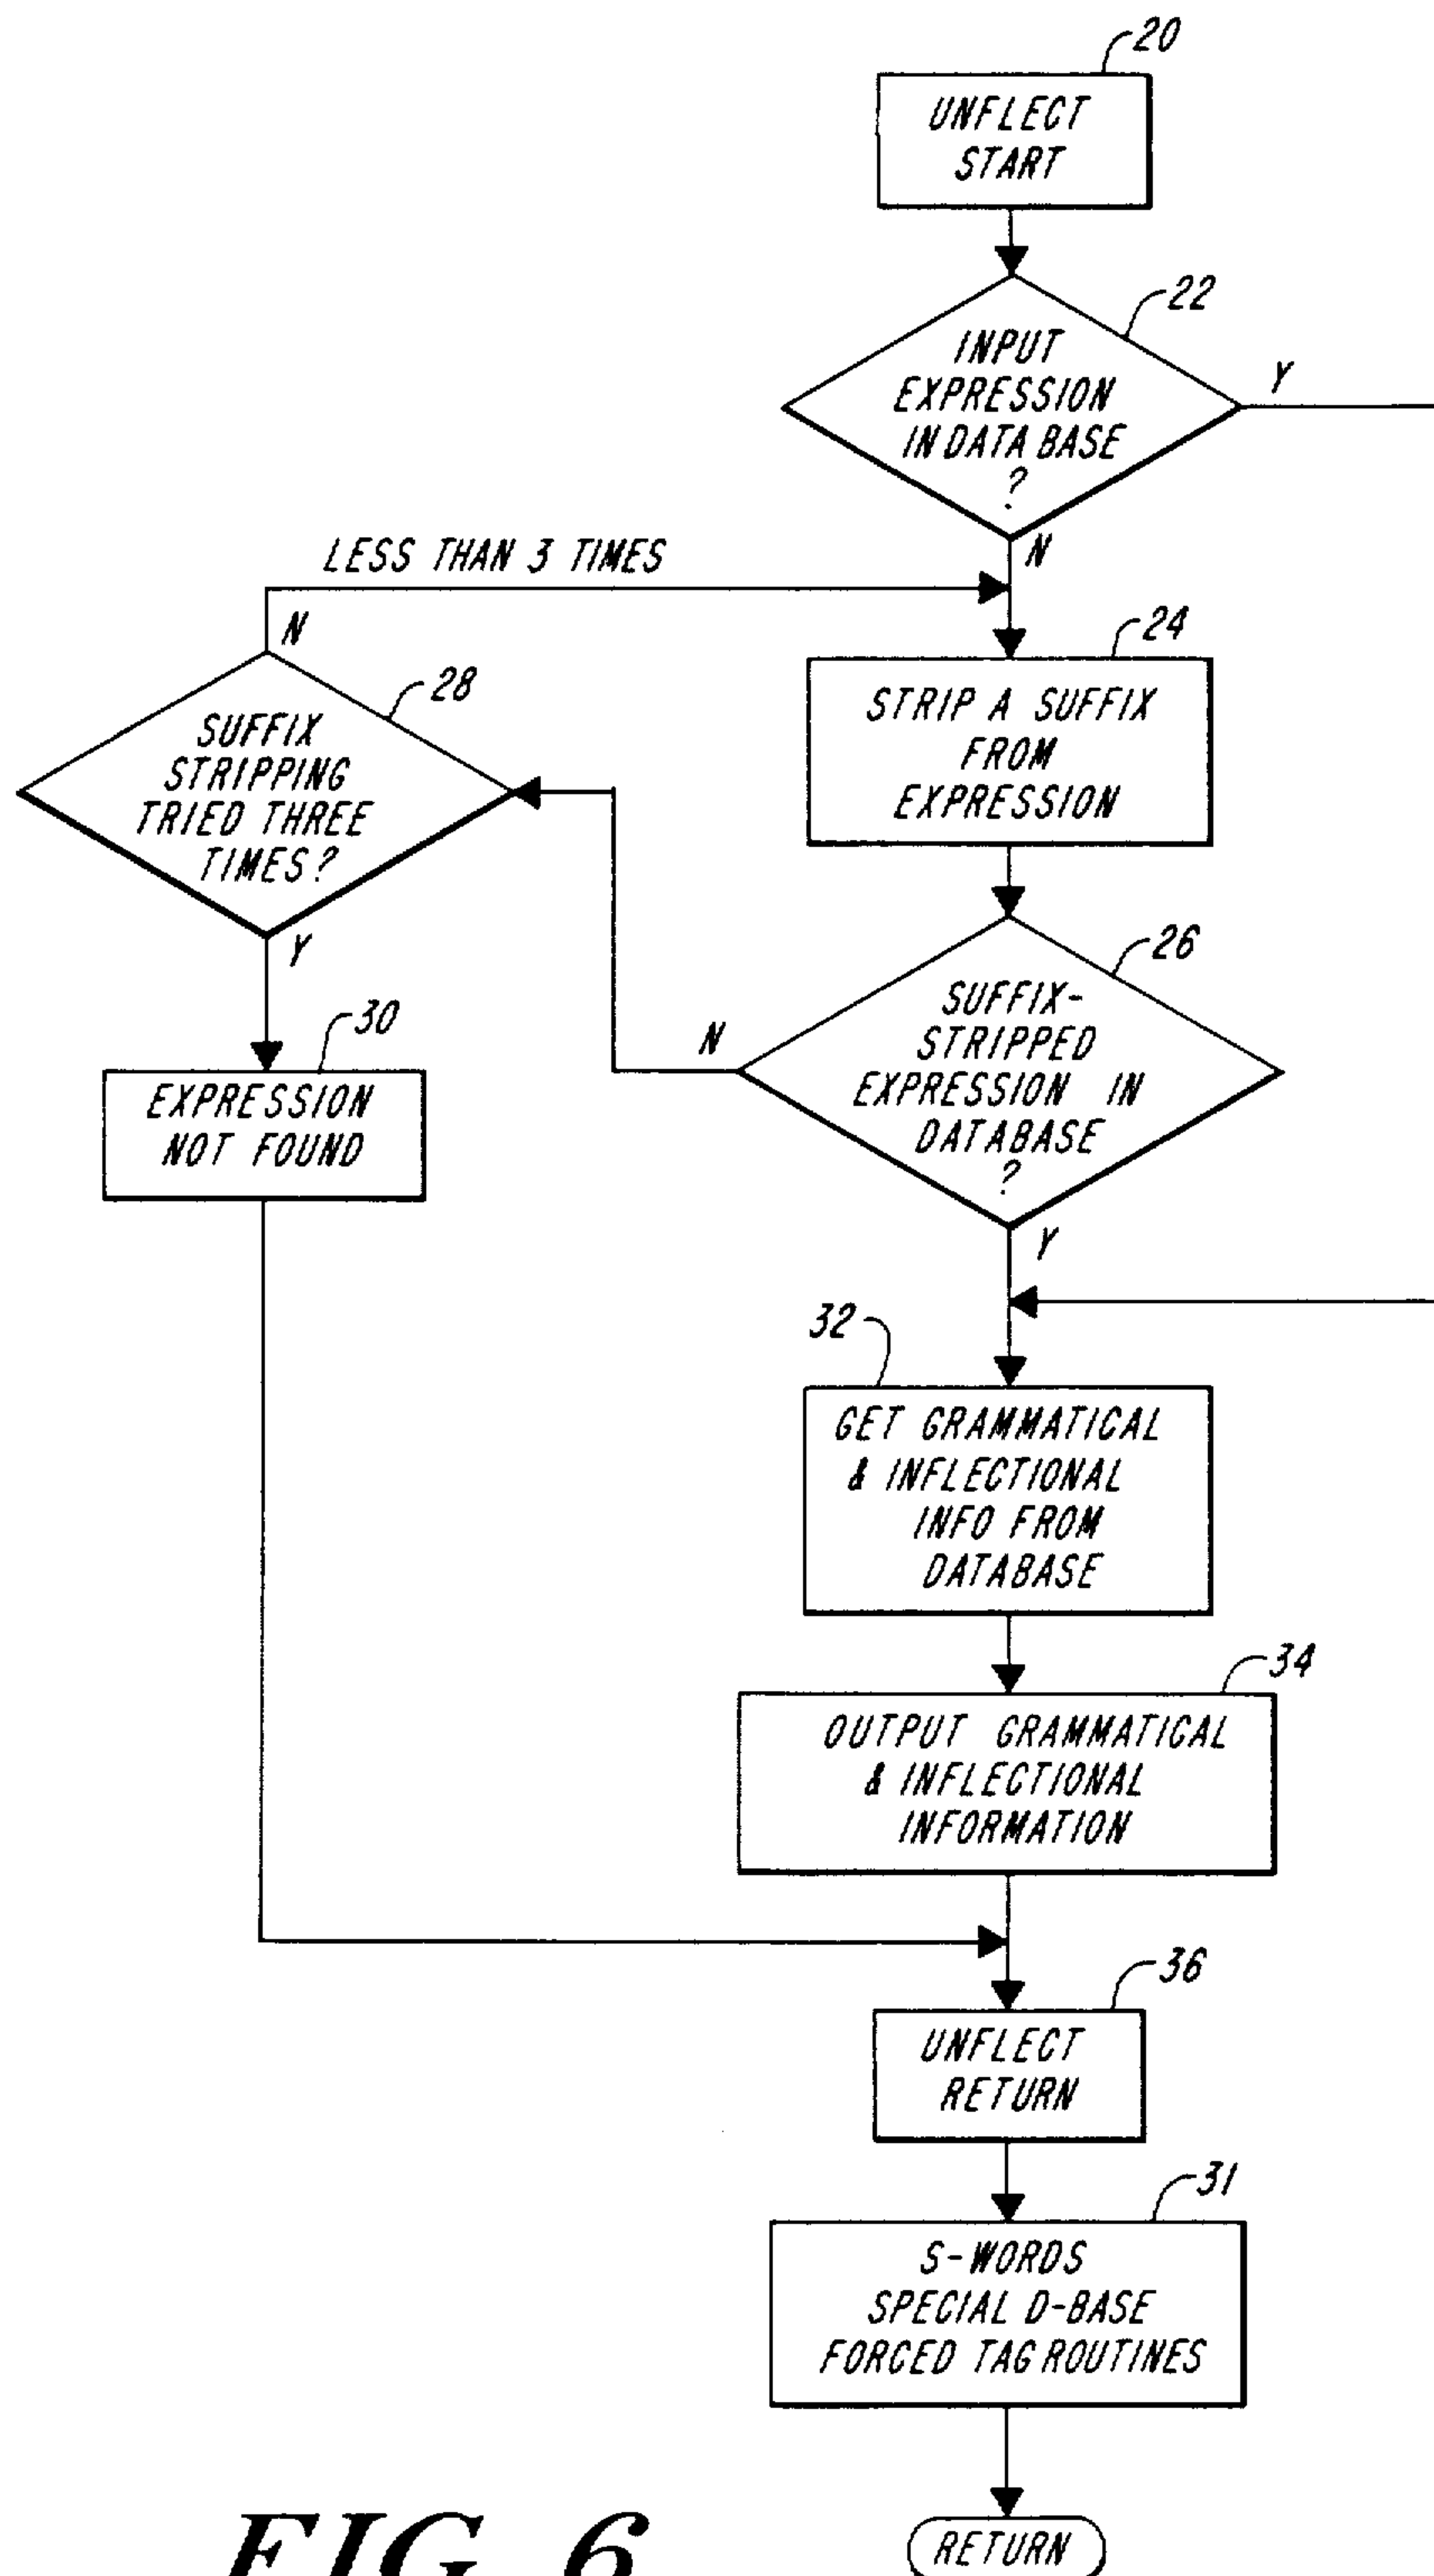 20
UNFLECT
START
22
INPUT
EXPRESSION
IN DATA BASE
?
Y
N
LESS THAN 3 TIMES
N
24
STRIP A SUFFIX
FROM
EXPRESSION
28
SUFFIX
STRIPPING
TRIED THREE
TIMES?
Y
26
SUFFIX-
STRIPPED
EXPRESSION IN
DATABASE
?
N
Y
30
EXPRESSION
NOT FOUND
32
GET GRAMMATICAL
& INFLECTIONAL
INFO FROM
DATABASE
34
OUTPUT GRAMMATICAL
& INFLECTIONAL
INFORMATION
36
UNFLECT
RETURN
31
S-WORDS
SPECIAL D-BASE
FORCED TAG ROUTINES
RETURN
FIG. 6